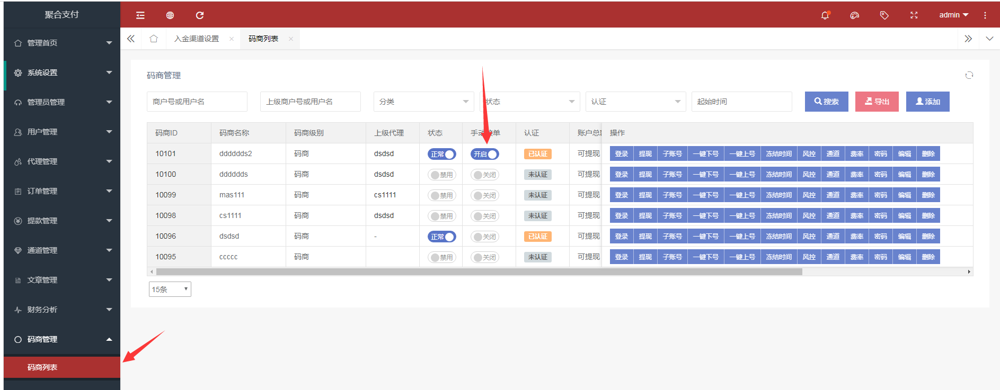 聚合支付
admin
管理首页
系统设置
管理员管理
用户管理
代理管理
订单管理
提款管理
通道管理
文章管理
财务分析
码商管理
码商列表
入金渠道设置 × 码商列表 ×
码商管理
商户号或用户名 上级商户号或用户名 分类 状态 认证 起始时间 搜索 导出 添加
码商ID 码商名称 码商级别 上级代理 状态 手动接单 认证 账户总 操作
10101 dddddds2 码商 dsdsd 正常 开启 已认证 可提现 登录 提现 子账号 一键下号 一键上号 冻结时间 风控 通道 费率 密码 编辑 删除
10100 dddddds 码商 dsdsd 禁用 关闭 未认证 可提现 登录 提现 子账号 一键下号 一键上号 冻结时间 风控 通道 费率 密码 编辑 删除
10099 mas111 码商 cs1111 禁用 关闭 未认证 可提现 登录 提现 子账号 一键下号 一键上号 冻结时间 风控 通道 费率 密码 编辑 删除
10098 cs1111 码商 dsdsd 禁用 关闭 未认证 可提现 登录 提现 子账号 一键下号 一键上号 冻结时间 风控 通道 费率 密码 编辑 删除
10096 dsdsd 码商 - 正常 关闭 已认证 可提现 登录 提现 子账号 一键下号 一键上号 冻结时间 风控 通道 费率 密码 编辑 删除
10095 ccccc 码商 禁用 关闭 未认证 可提现 登录 提现 子账号 一键下号 一键上号 冻结时间 风控 通道 费率 密码 编辑 删除
15条